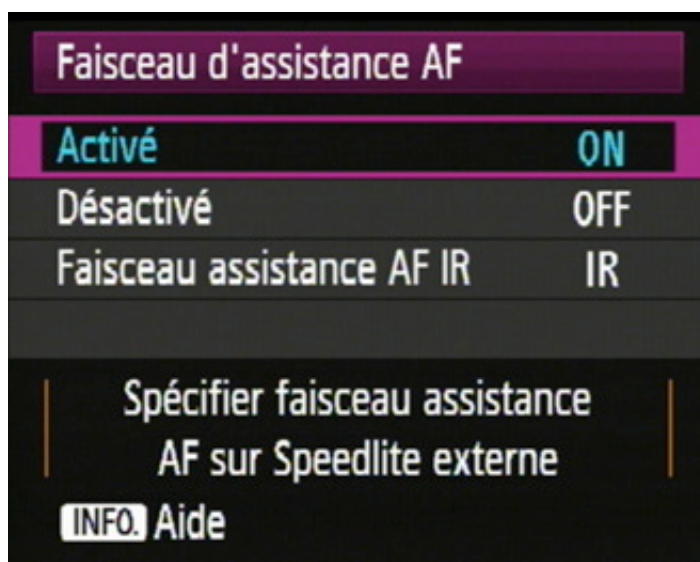 Faisceau d'assistance AF
Activé ON
Désactivé OFF
Faisceau assistance AF IR IR
Spécifier faisceau assistance
AF sur Speedlite externe
INFO. Aide